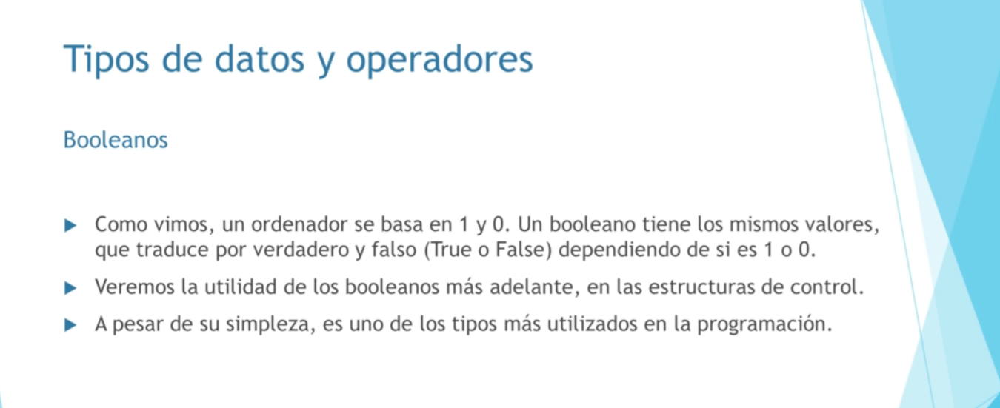 Tipos de datos y operadores
Booleanos
Como vimos, un ordenador se basa en 1 y 0. Un booleano tiene los mismos valores,
que traduce por verdadero y falso (True o False) dependiendo de si es 1 o 0.
Veremos la utilidad de los booleanos más adelante, en las estructuras de control.
A pesar de su simpleza, es uno de los tipos más utilizados en la programación.